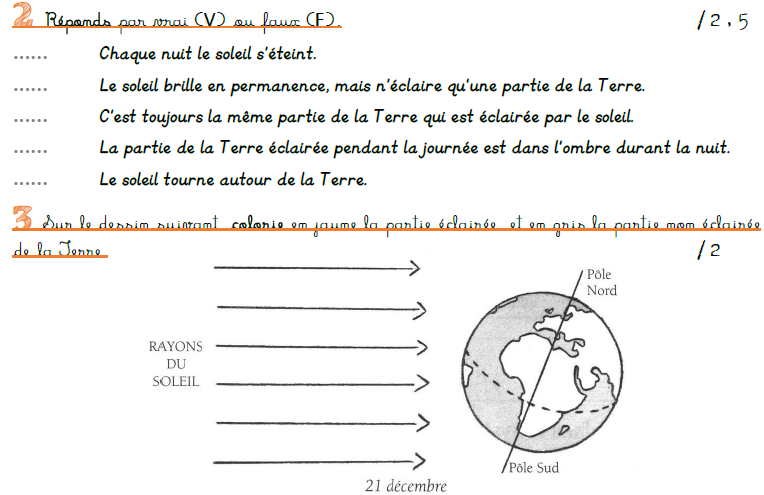 2 Réponds par vrai (V) ou faux (F). /2,5
...... Chaque nuit le soleil s'éteint.
...... Le soleil brille en permanence, mais n'éclaire qu'une partie de la Terre.
...... C'est toujours la même partie de la Terre qui est éclairée par le soleil.
...... La partie de la Terre éclairée pendant la journée est dans l'ombre durant la nuit.
...... Le soleil tourne autour de la Terre.
3 Sur le dessin suivant colorie en jaune la partie éclairée et en gris la partie non éclairée
de la Terre /2
Pôle
Nord
RAYONS
DU
SOLEIL
Pôle Sud
21 décembre